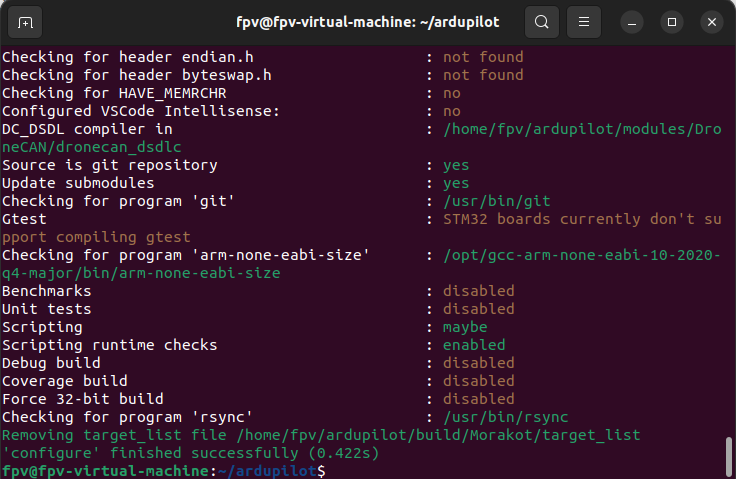 fpv@fpv-virtual-machine: ~/ardupilot
Checking for header endian.h : not found
Checking for header byteswap.h : not found
Checking for HAVE_MEMRCHR : no
Configured VSCode Intellisense: : no
DC_DSDL compiler in : /home/fpv/ardupilot/modules/Dro
neCAN/dronecan_dsdlc
Source is git repository : yes
Update submodules : yes
Checking for program 'git' : /usr/bin/git
Gtest : STM32 boards currently don't su
pport compiling gtest
Checking for program 'arm-none-eabi-size' : /opt/gcc-arm-none-eabi-10-2020-
q4-major/bin/arm-none-eabi-size
Benchmarks : disabled
Unit tests : disabled
Scripting : maybe
Scripting runtime checks : enabled
Debug build : disabled
Coverage build : disabled
Force 32-bit build : disabled
Checking for program 'rsync' : /usr/bin/rsync
Removing target_list file /home/fpv/ardupilot/build/Morakot/target_list
'configure' finished successfully (0.422s)
fpv@fpv-virtual-machine:~/ardupilot$